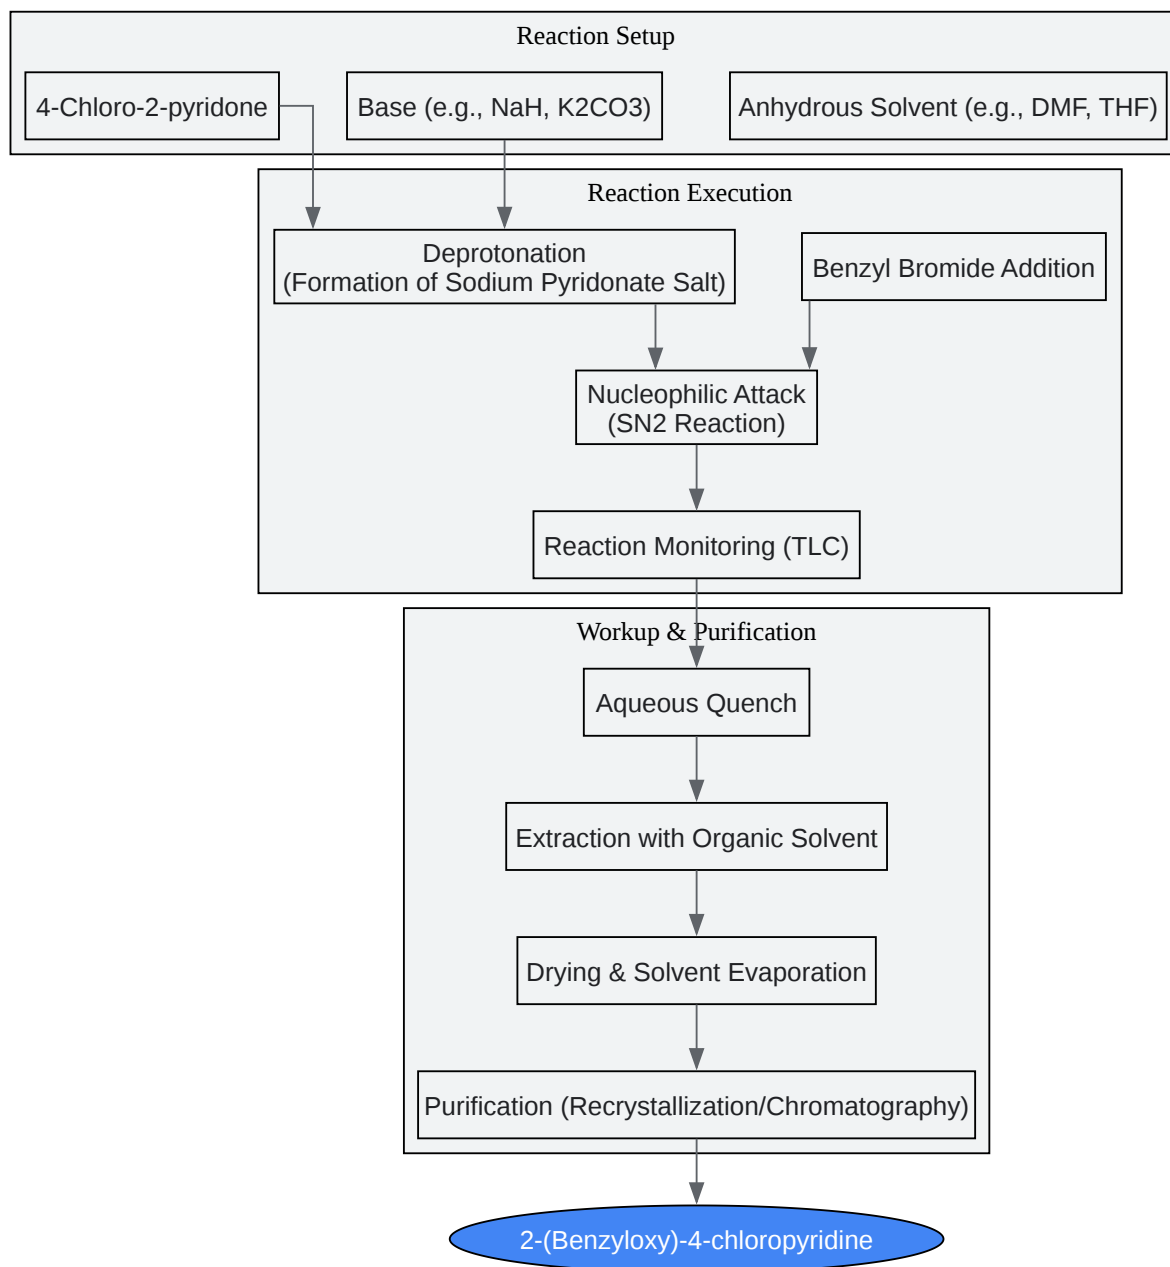 Reaction Setup
4-Chloro-2-pyridone
Base (e.g., NaH, K2CO3)
Anhydrous Solvent (e.g., DMF, THF)
Reaction Execution
Deprotonation
(Formation of Sodium Pyridonate Salt)
Benzyl Bromide Addition
Nucleophilic Attack
(SN2 Reaction)
Reaction Monitoring (TLC)
Workup & Purification
Aqueous Quench
Extraction with Organic Solvent
Drying & Solvent Evaporation
Purification (Recrystallization/Chromatography)
2-(Benzyloxy)-4-chloropyridine